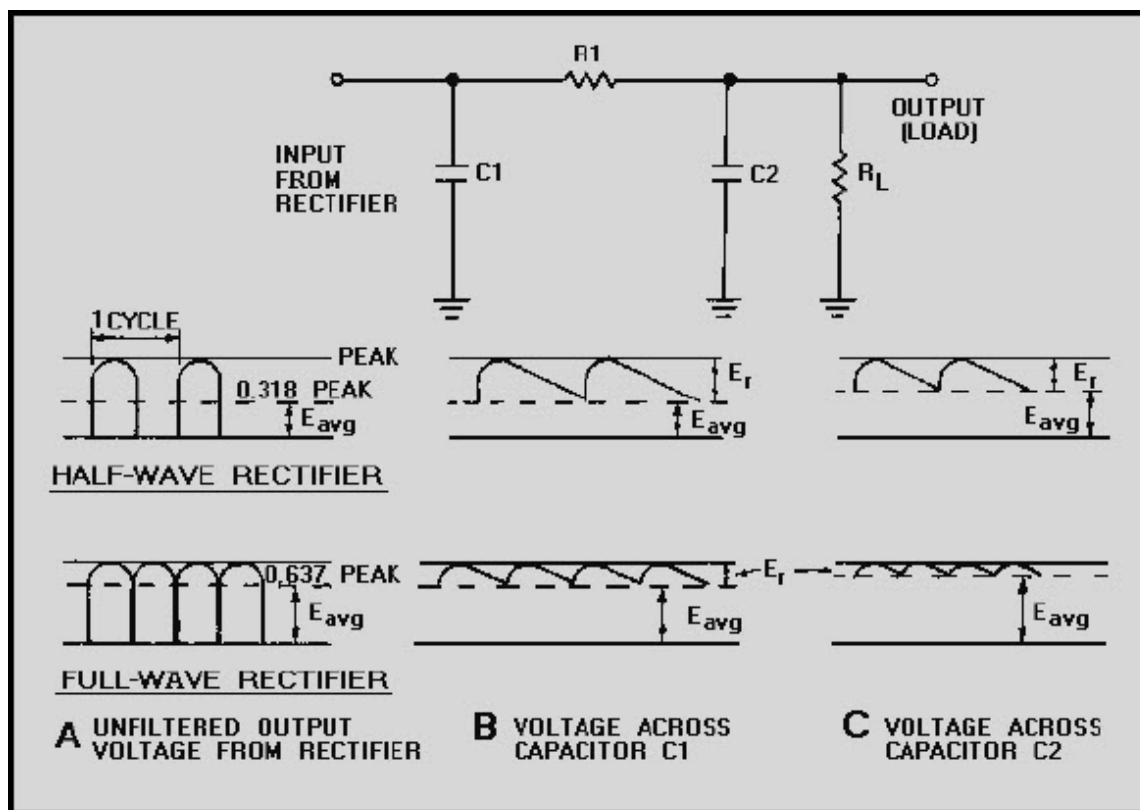 R1
OUTPUT
(LOAD)
INPUT
FROM
RECTIFIER
C1
C2
RL
1 CYCLE
PEAK
0.318 PEAK
Eavg
Er
Eavg
Er
Eavg
HALF-WAVE RECTIFIER
0.637 PEAK
Eavg
Er
Eavg
Eavg
FULL-WAVE RECTIFIER
A UNFILTERED OUTPUT
VOLTAGE FROM RECTIFIER
B VOLTAGE ACROSS
CAPACITOR C1
C VOLTAGE ACROSS
CAPACITOR C2